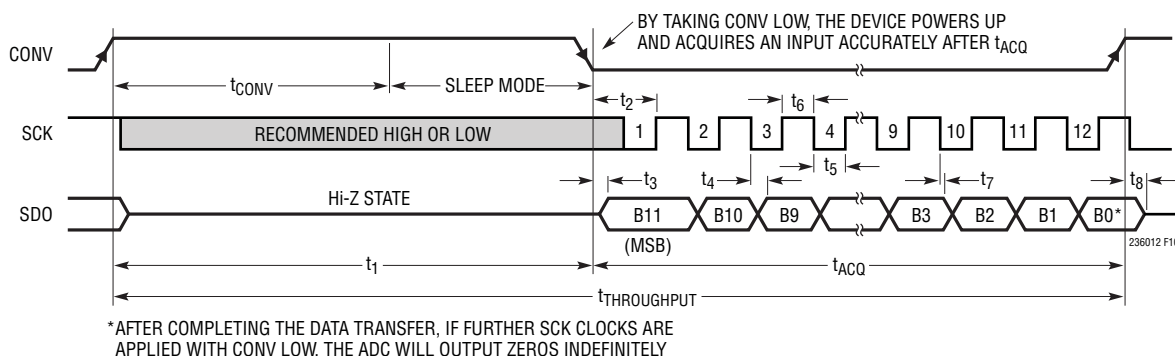 BY TAKING CONV LOW, THE DEVICE POWERS UP
AND ACQUIRES AN INPUT ACCURATELY AFTER tACQ
CONV
tCONV
SLEEP MODE
t2
t6
SCK
RECOMMENDED HIGH OR LOW
1 2 3 4 9 10 11 12
t3
t4
t5
t7
t8
SDO
Hi-Z STATE
B11 B10 B9 B3 B2 B1 B0*
(MSB)
236012 F10
t1
tACQ
tTHROUGHPUT
*AFTER COMPLETING THE DATA TRANSFER, IF FURTHER SCK CLOCKS ARE
APPLIED WITH CONV LOW, THE ADC WILL OUTPUT ZEROS INDEFINITELY